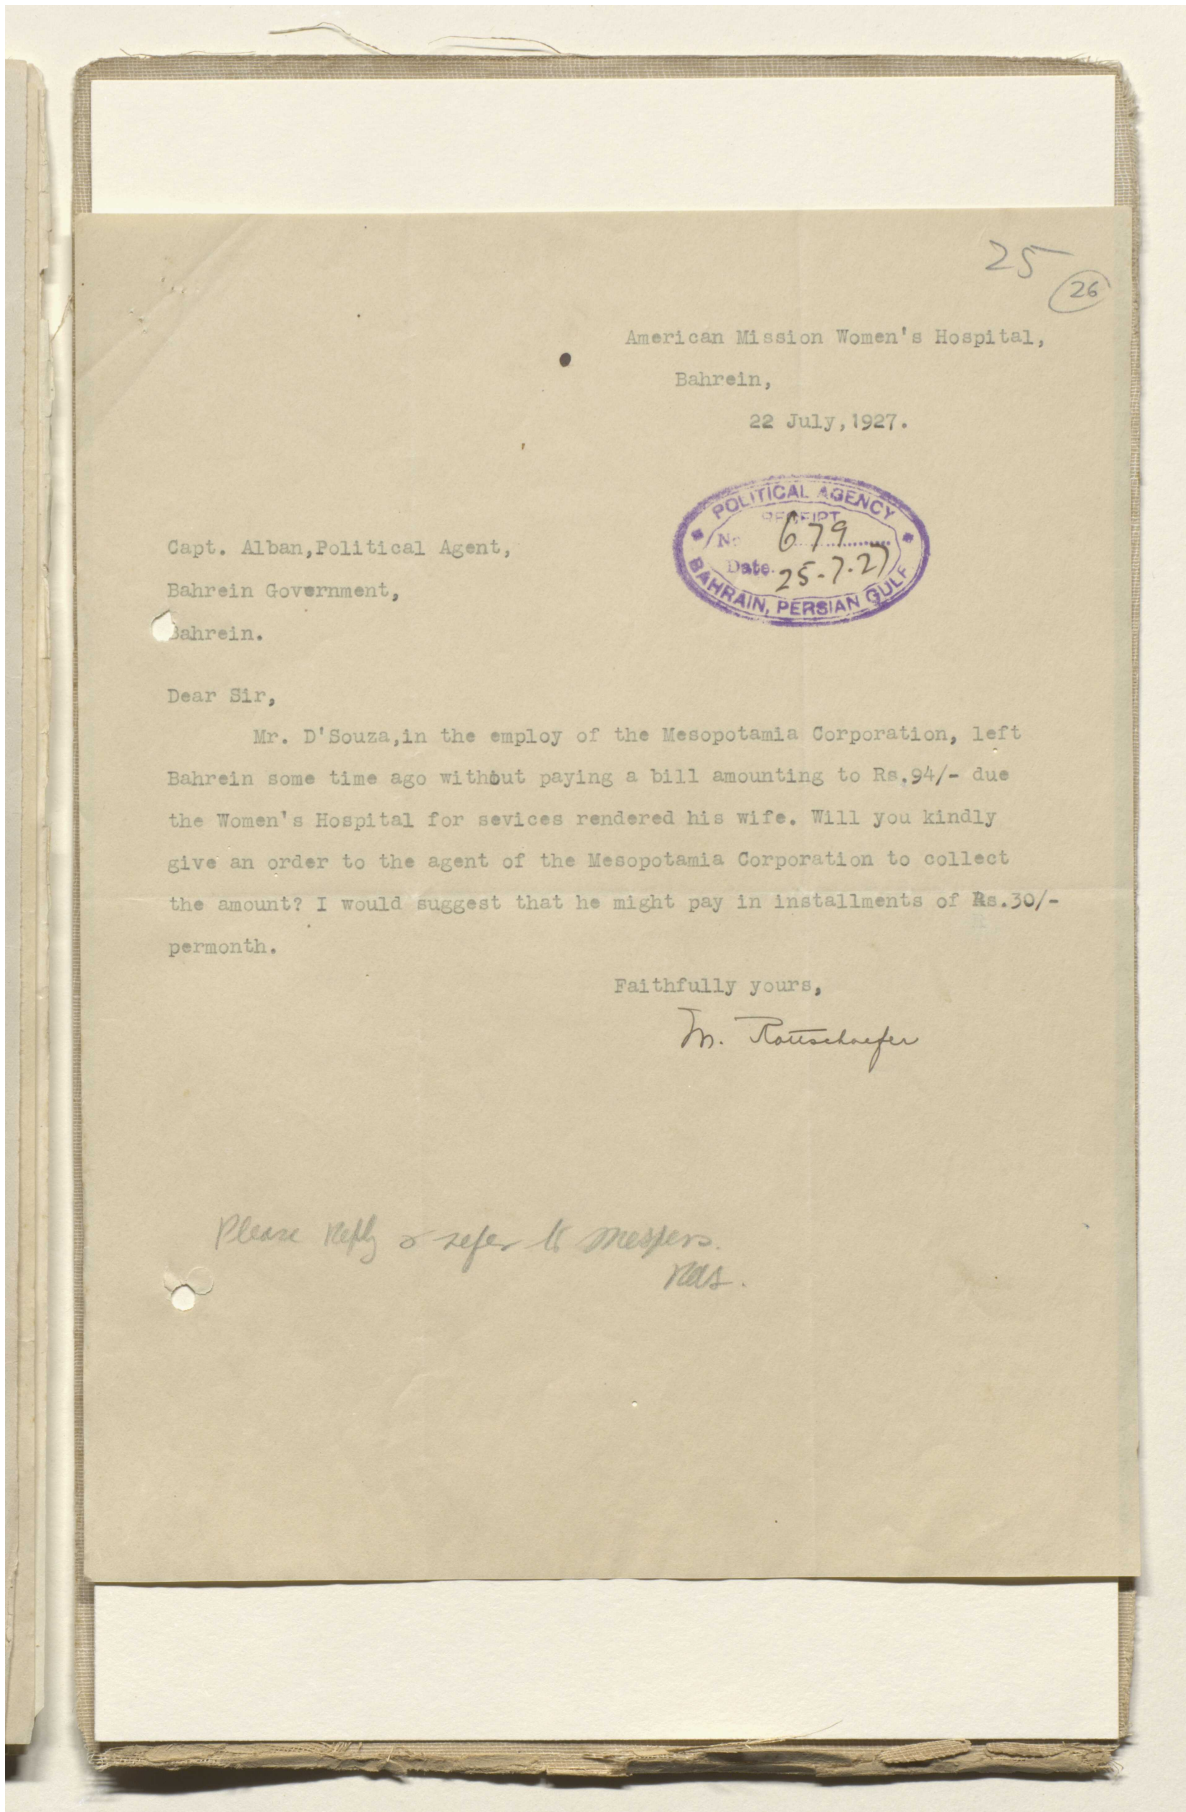 25
26
American Mission Women's Hospital,
Bahrein,
22 July,1927.
POLITICAL AGENCY
RECEIPT
No 679
Date. 25-7-27
BAHRAIN, PERSIAN GULF
Capt. Alban,Political Agent,
Bahrein Government,
Bahrein.
Dear Sir,
Mr. D'Souza,in the employ of the Mesopotamia Corporation, left
Bahrein some time ago without paying a bill amounting to Rs.94/- due
the Women's Hospital for sevices rendered his wife. Will you kindly
give an order to the agent of the Mesopotamia Corporation to collect
the amount? I would suggest that he might pay in installments of Rs.30/-
permonth.
Faithfully yours,
M. Rottschaefer
Please reply & refer to Mespers.